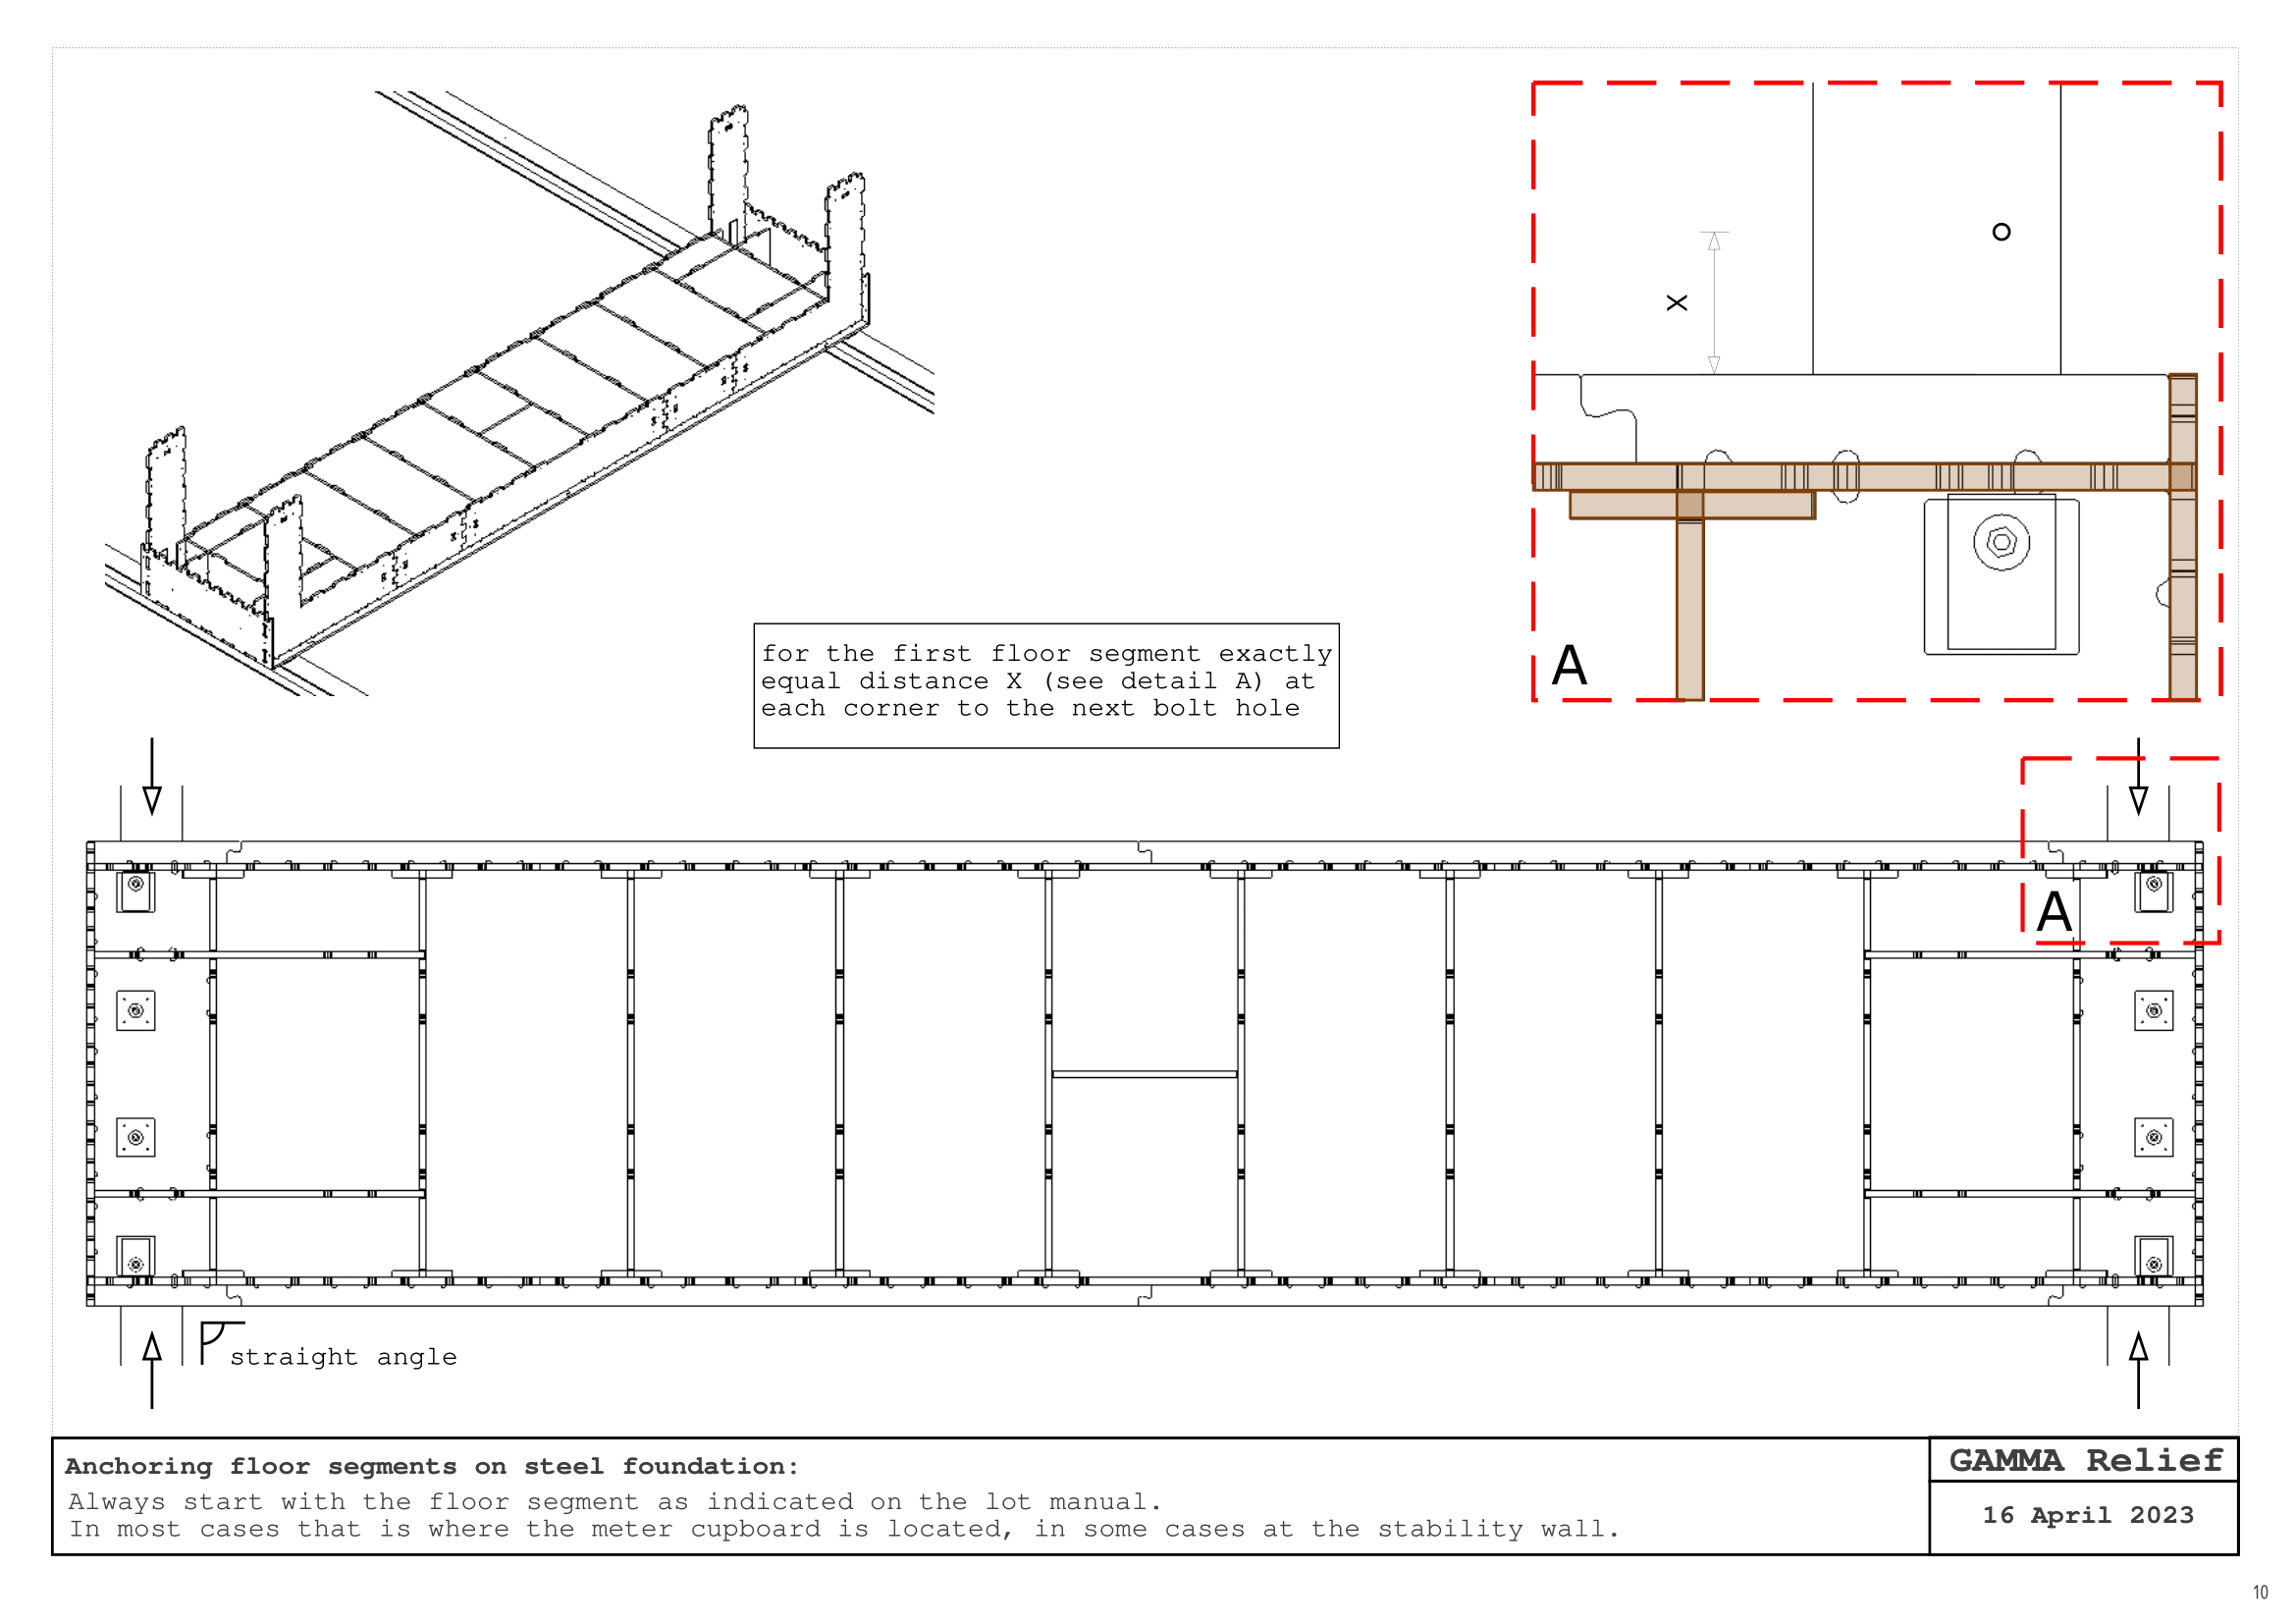 X
A
for the first floor segment exactly
equal distance X (see detail A) at
each corner to the next bolt hole
A
straight angle
Anchoring floor segments on steel foundation:
Always start with the floor segment as indicated on the lot manual.
In most cases that is where the meter cupboard is located, in some cases at the stability wall.
GAMMA Relief
16 April 2023
10